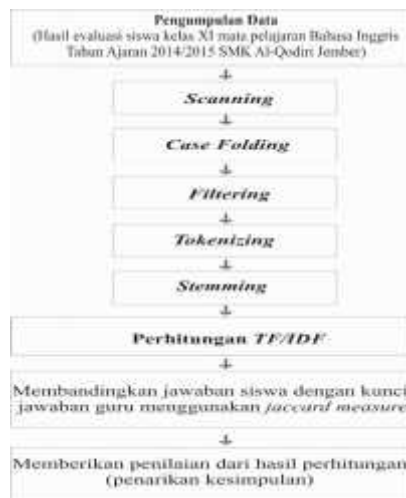 Pengumpulan Data
(Hasil evaluasi siswa kelas XI mata pelajaran Bahasa Inggris
Tahun Ajaran 2014/2015 SMK Al-Qodiri Jember)
Scanning
Case Folding
Filtering
Tokenizing
Stemming
Perhitungan TF/IDF
Membandingkan jawaban siswa dengan kunci
jawaban guru menggunakan jaccard measure
Memberikan penilaian dari hasil perhitungan
(penarikan kesimpulan)